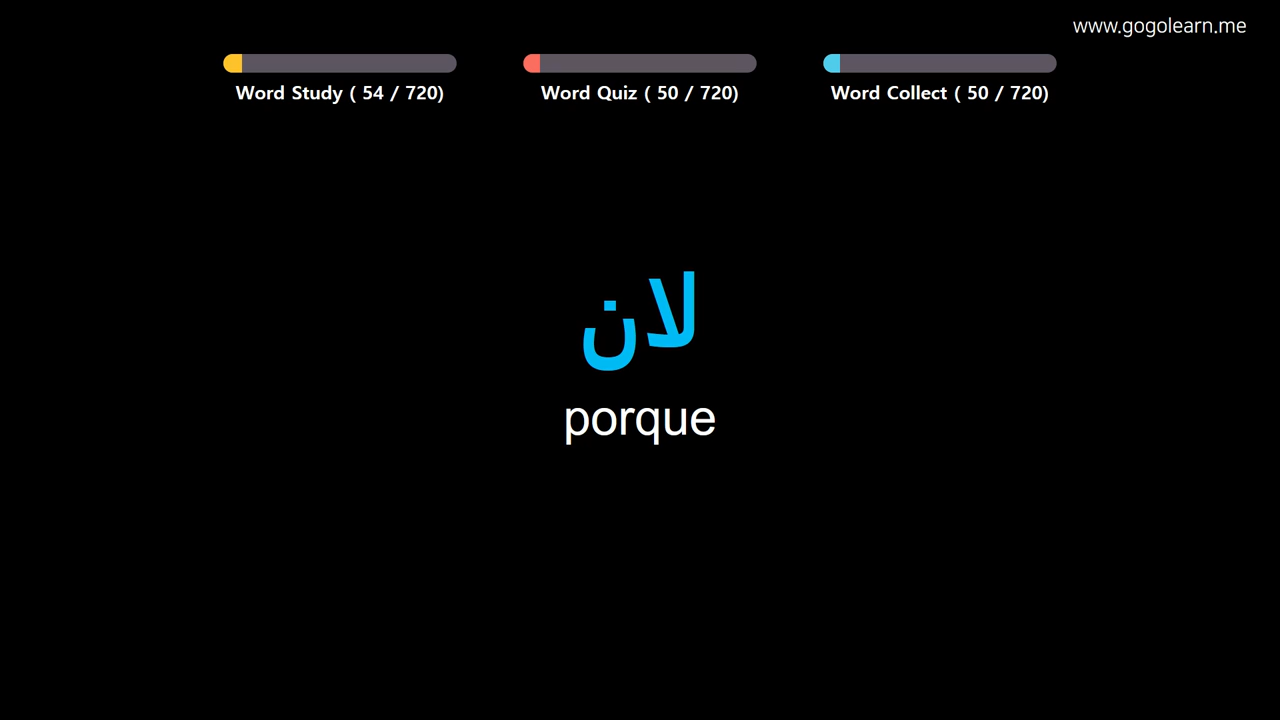 www.gogolearn.me
Word Study ( 54 / 720)
Word Quiz ( 50 / 720)
Word Collect ( 50 / 720)
لان
porque